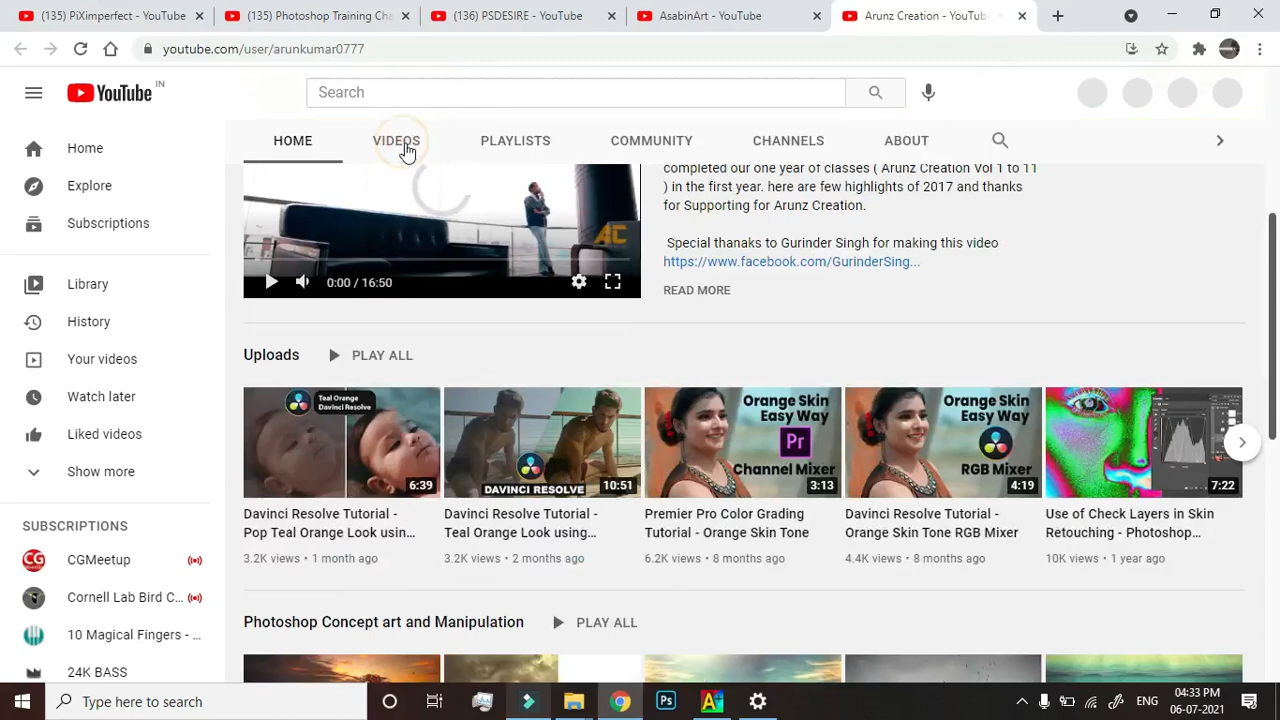 (135) PiXimperfect - YouTube
(135) Photoshop Training Cha
(136) PSDESIRE - YouTube
AsabinArt - YouTube
Arunz Creation - YouTube
youtube.com/user/arunkumar0777
YouTube IN
Search
HOME VIDEOS PLAYLISTS COMMUNITY CHANNELS ABOUT
Home
Explore
Subscriptions
Library
History
Your videos
Watch later
Liked videos
Show more
SUBSCRIPTIONS
CG CGMeetup
Cornell Lab Bird C...
10 Magical Fingers - ...
24K BASS
AC
0:00 / 16:50
completed our one year of classes ( Arunz Creation Vol 1 to 11
) in the first year. here are few highlights of 2017 and thanks
for Supporting for Arunz Creation.
Special thanks to Gurinder Singh for making this video
https://www.facebook.com/GurinderSing...
READ MORE
Uploads PLAY ALL
Teal Orange
Davinci Resolve
6:39
Davinci Resolve Tutorial -
Pop Teal Orange Look usin...
3.2K views • 1 month ago
DAVINCI RESOLVE
10:51
Davinci Resolve Tutorial -
Teal Orange Look using...
3.2K views • 2 months ago
Orange Skin
Easy Way
Pr
Channel Mixer
3:13
Premier Pro Color Grading
Tutorial - Orange Skin Tone
6.2K views • 8 months ago
Orange Skin
Easy Way
RGB Mixer
4:19
Davinci Resolve Tutorial -
Orange Skin Tone RGB Mixer
4.4K views • 8 months ago
7:22
Use of Check Layers in Skin
Retouching - Photoshop...
10K views • 1 year ago
Photoshop Concept art and Manipulation PLAY ALL
Type here to search
Ps
A
ENG
04:33 PM
06-07-2021